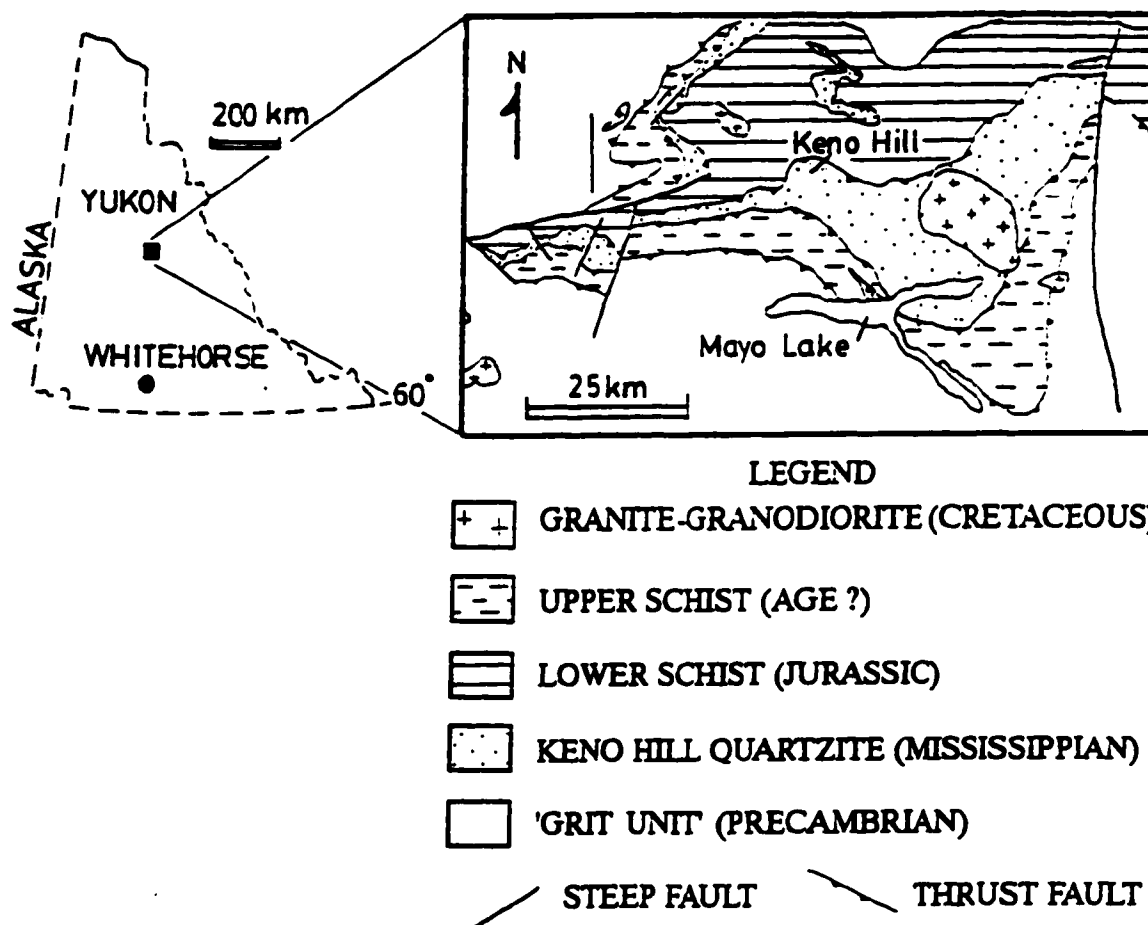 N
200 km
Keno Hill
YUKON
ALASKA
Mayo Lake
WHITEHORSE
60°
25km
LEGEND
GRANITE-GRANODIORITE (CRETACEOUS)
UPPER SCHIST (AGE ?)
LOWER SCHIST (JURASSIC)
KENO HILL QUARTZITE (MISSISSIPPIAN)
'GRIT UNIT' (PRECAMBRIAN)
STEEP FAULT THRUST FAULT